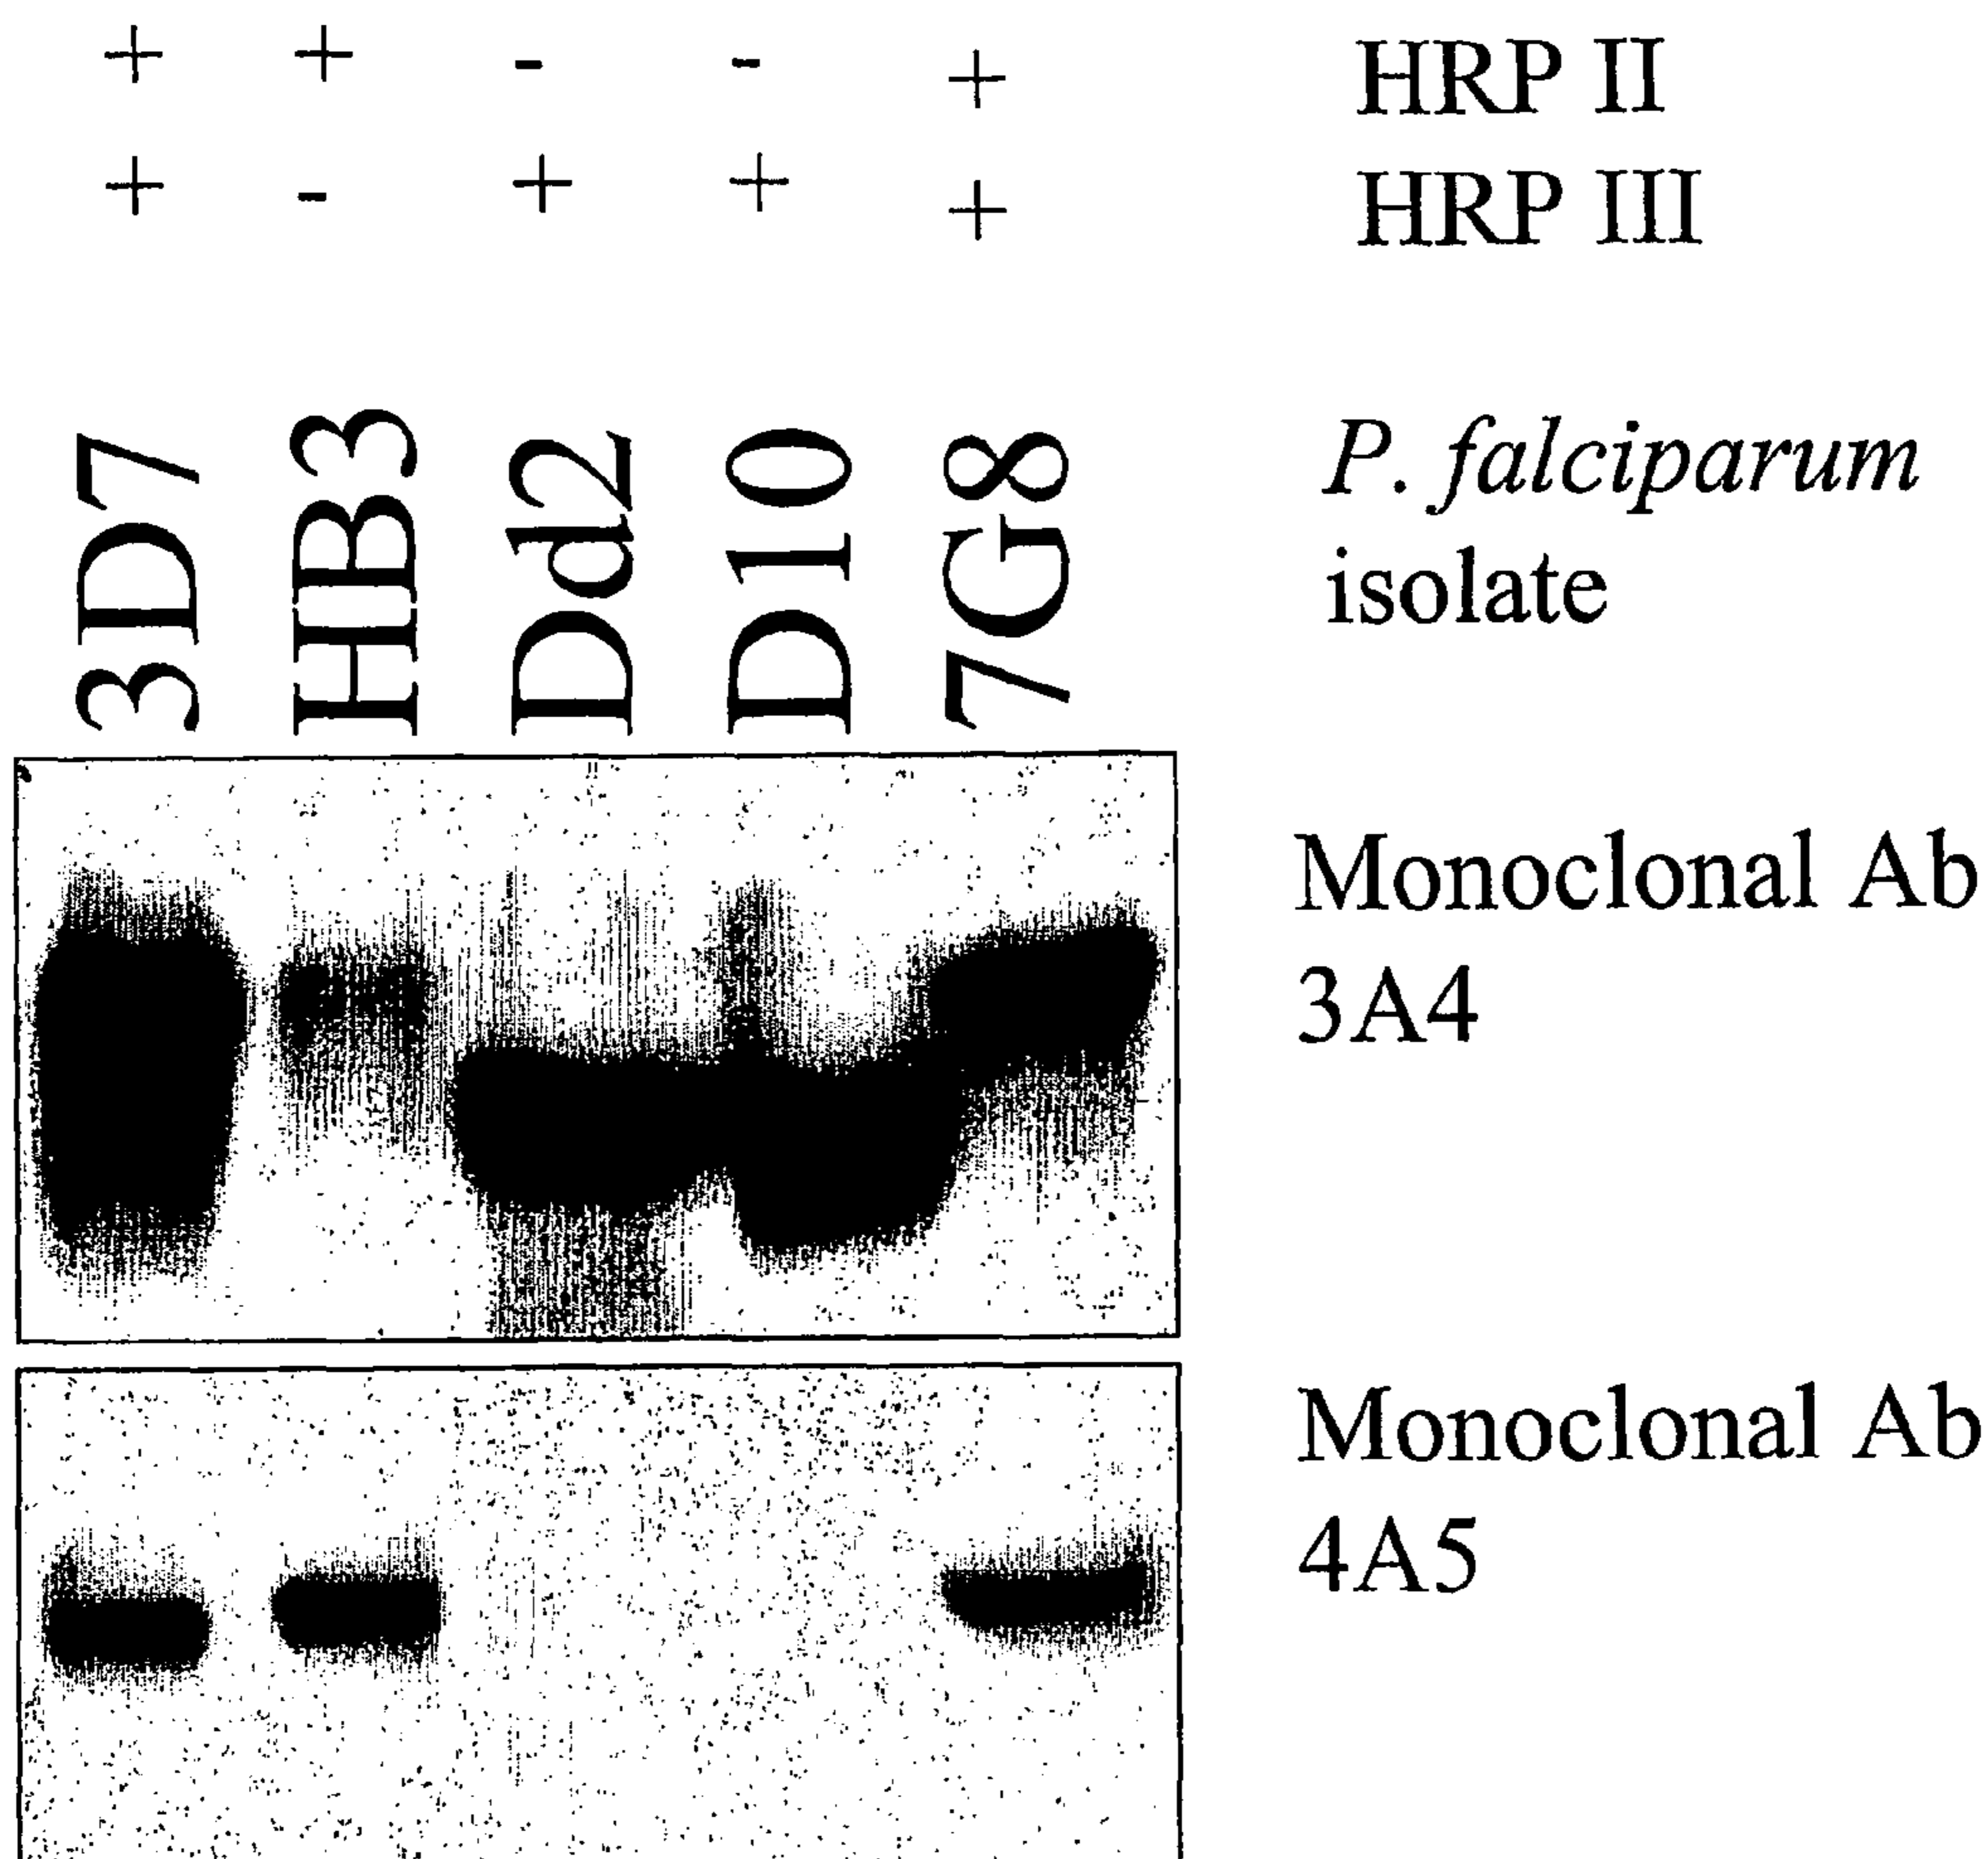 + + - - + HRP II
+ - + + + HRP III
3D7 HB3 Dd2 D10 7G8
P. falciparum
isolate
Monoclonal Ab
3A4
Monoclonal Ab
4A5